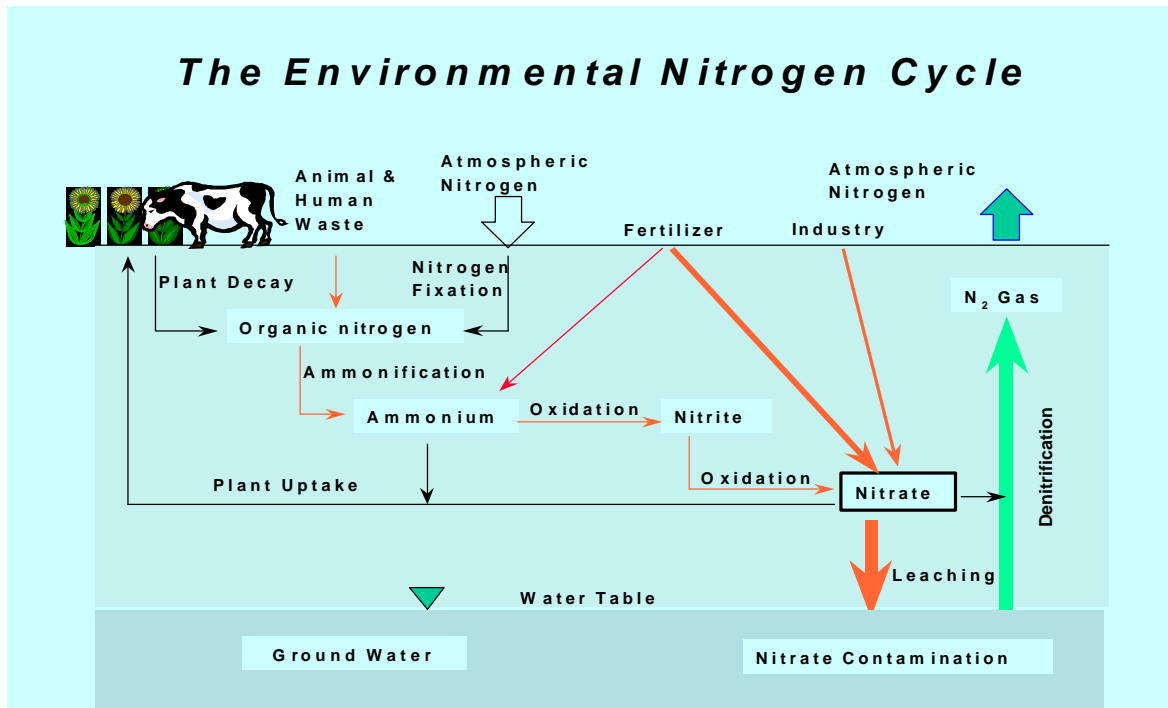 The Environmental Nitrogen Cycle
Animal &
Human
Waste
Atmospheric
Nitrogen
Fertilizer
Industry
Atmospheric
Nitrogen
Plant Decay
Nitrogen
Fixation
N₂ Gas
Organic nitrogen
Ammonification
Ammonium
Oxidation
Nitrite
Plant Uptake
Oxidation
Nitrate
Denitrification
Leaching
Water Table
Ground Water
Nitrate Contamination